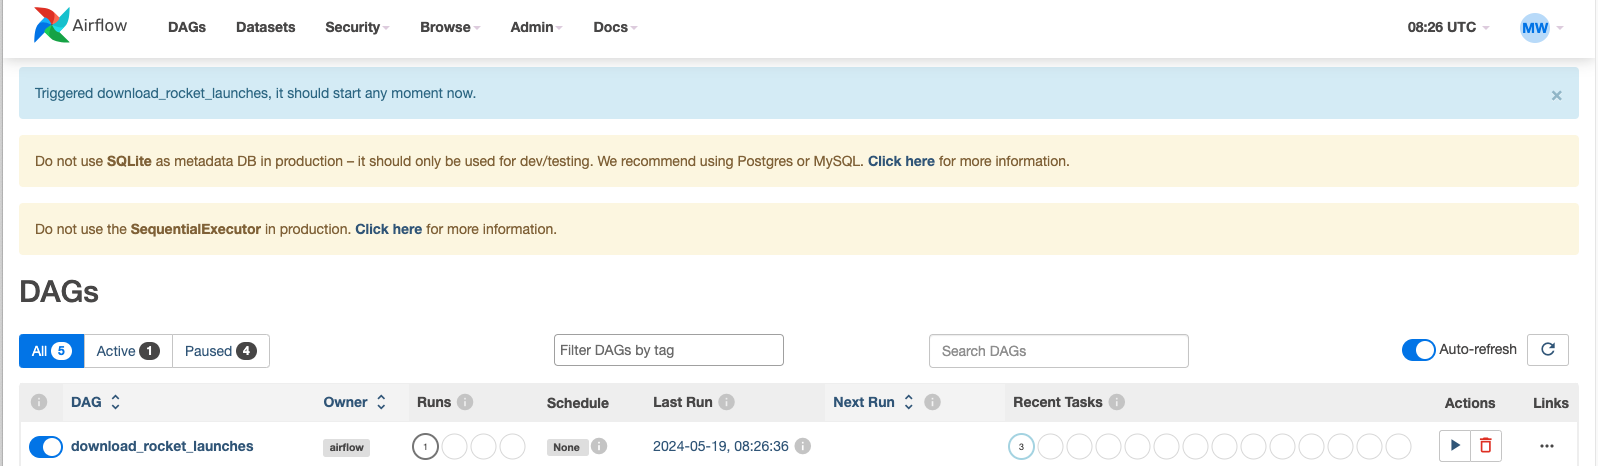 Airflow DAGs Datasets Security Browse Admin Docs 08:26 UTC MW
Triggered download_rocket_launches, it should start any moment now. ×
Do not use SQLite as metadata DB in production – it should only be used for dev/testing. We recommend using Postgres or MySQL. Click here for more information.
Do not use the SequentialExecutor in production. Click here for more information.
DAGs
All 5 Active 1 Paused 4 Filter DAGs by tag Search DAGs Auto-refresh
i DAG Owner Runs i Schedule Last Run i Next Run i Recent Tasks i Actions Links
download_rocket_launches airflow 1 None i 2024-05-19, 08:26:36 i 3 ...